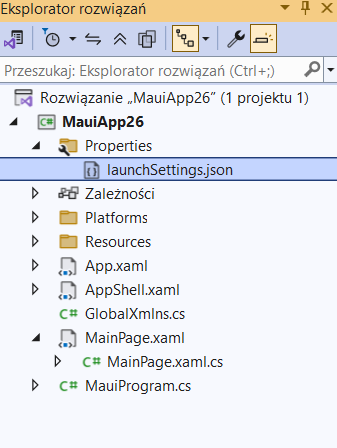 Eksplorator rozwiązań
Przeszukaj: Eksplorator rozwiązań (Ctrl+;)
Rozwiązanie „MauiApp26” (1 projektu 1)
MauiApp26
Properties
launchSettings.json
Zależności
Platforms
Resources
App.xaml
AppShell.xaml
C# GlobalXmlns.cs
MainPage.xaml
C# MainPage.xaml.cs
C# MauiProgram.cs